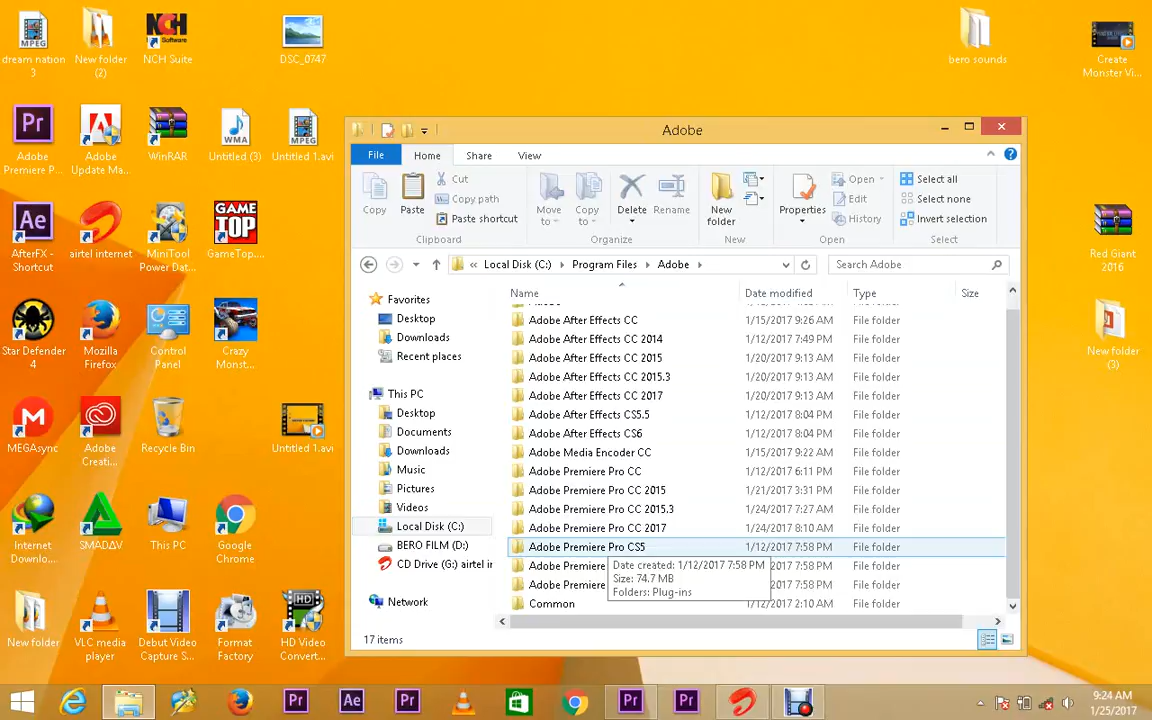 dream nation
3
New folder
(2)
NCH Suite
DSC_0747
bero sounds
Create
Monster Vi...
Adobe
Premiere P...
Adobe
Update Ma...
WinRAR
Untitled (3)
Untitled 1.avi
AfterFX -
Shortcut
airtel internet
MiniTool
Power Dat...
GameTop....
Red Giant
2016
Star Defender
4
Mozilla
Firefox
Control
Panel
Crazy
Monst...
New folder
(3)
MEGAsync
Adobe
Creati...
Recycle Bin
Untitled 1.avi
Internet
Downlo...
SMADAV
This PC
Google
Chrome
New folder
VLC media
player
Debut Video
Capture S...
Format
Factory
HD Video
Convert...
Adobe
File
Home
Share
View
Copy
Paste
Cut
Copy path
Paste shortcut
Clipboard
Move
to
Copy
to
Delete
Rename
Organize
New
folder
New
Properties
Open
Edit
History
Open
Select all
Select none
Invert selection
Select
« Local Disk (C:) › Program Files › Adobe ›
Search Adobe
Favorites
Desktop
Downloads
Recent places
This PC
Desktop
Documents
Downloads
Music
Pictures
Videos
Local Disk (C:)
BERO FILM (D:)
CD Drive (G:) airtel in
Network
Name Date modified Type Size
Adobe After Effects CC 1/15/2017 9:26 AM File folder
Adobe After Effects CC 2014 1/12/2017 7:49 PM File folder
Adobe After Effects CC 2015 1/20/2017 9:13 AM File folder
Adobe After Effects CC 2015.3 1/20/2017 9:13 AM File folder
Adobe After Effects CC 2017 1/20/2017 9:13 AM File folder
Adobe After Effects CS5.5 1/12/2017 8:04 PM File folder
Adobe After Effects CS6 1/12/2017 8:04 PM File folder
Adobe Media Encoder CC 1/15/2017 9:22 AM File folder
Adobe Premiere Pro CC 1/12/2017 6:11 PM File folder
Adobe Premiere Pro CC 2015 1/21/2017 3:31 PM File folder
Adobe Premiere Pro CC 2015.3 1/24/2017 7:27 AM File folder
Adobe Premiere Pro CC 2017 1/24/2017 8:10 AM File folder
Adobe Premiere Pro CS5 1/12/2017 7:58 PM File folder
Adobe Premiere 1/12/2017 7:58 PM File folder
Adobe Premiere 1/12/2017 7:58 PM File folder
Common 1/12/2017 2:10 AM File folder
Date created: 1/12/2017 7:58 PM
Size: 74.7 MB
Folders: Plug-ins
17 items
9:24 AM
1/25/2017